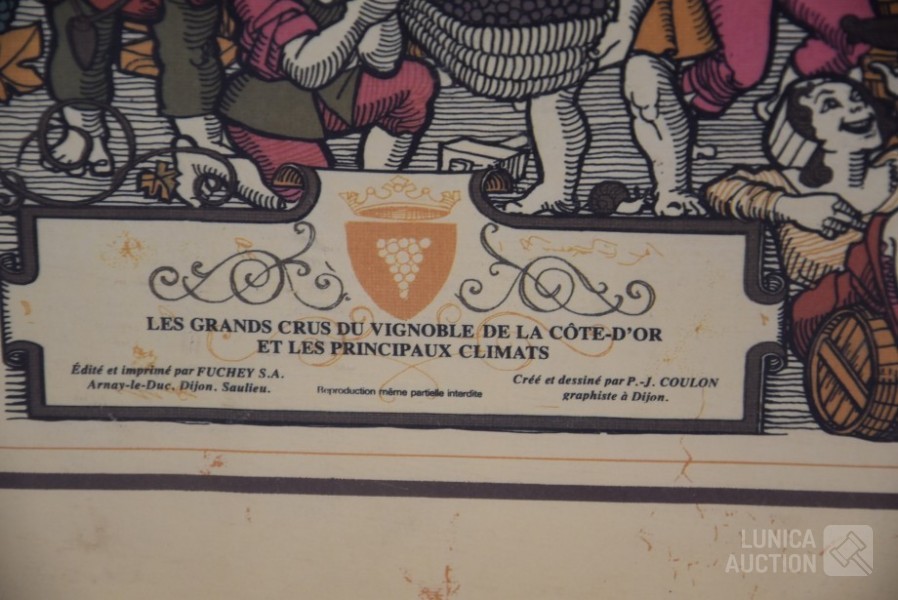 LES GRANDS CRUS DU VIGNOBLE DE LA CÔTE-D'OR
ET LES PRINCIPAUX CLIMATS
Édité et imprimé par FUCHEY S.A.
Arnay-le-Duc. Dijon. Saulieu.
Reproduction même partielle interdite
Créé et dessiné par P.-J. COULON
graphiste à Dijon.
LUNICA
AUCTION